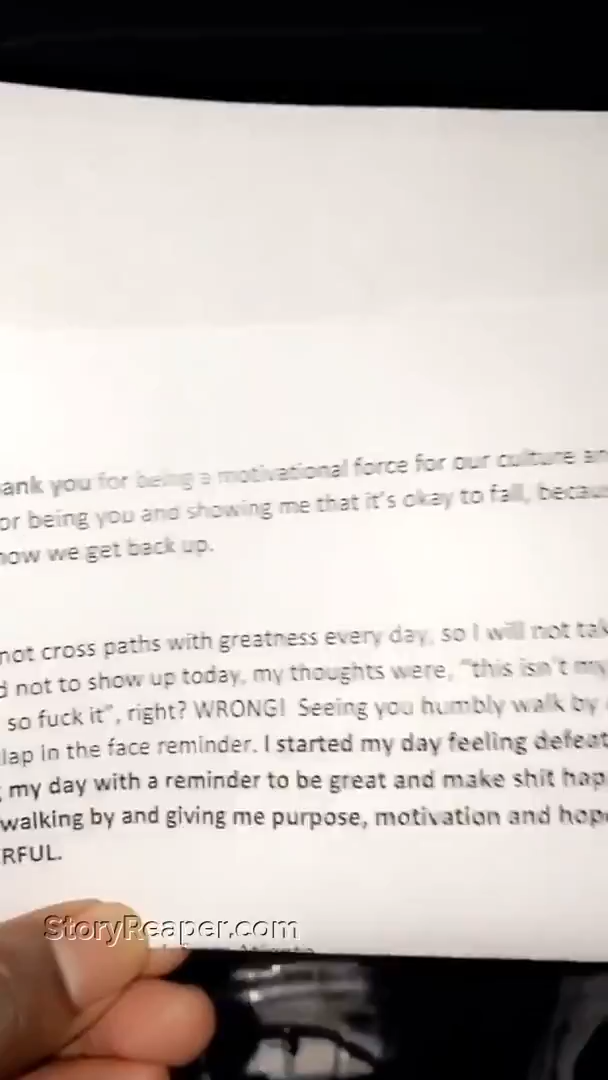 ank you for being a motivational force for our culture an
or being you and showing me that it's okay to fall, becau
how we get back up.
not cross paths with greatness every day, so I will not tak
d not to show up today, my thoughts were, "this isn't my
so fuck it", right? WRONG! Seeing you humbly walk by
lap in the face reminder. I started my day feeling defeat
my day with a reminder to be great and make shit hap
walking by and giving me purpose, motivation and hop
RFUL.
StoryReaper.com